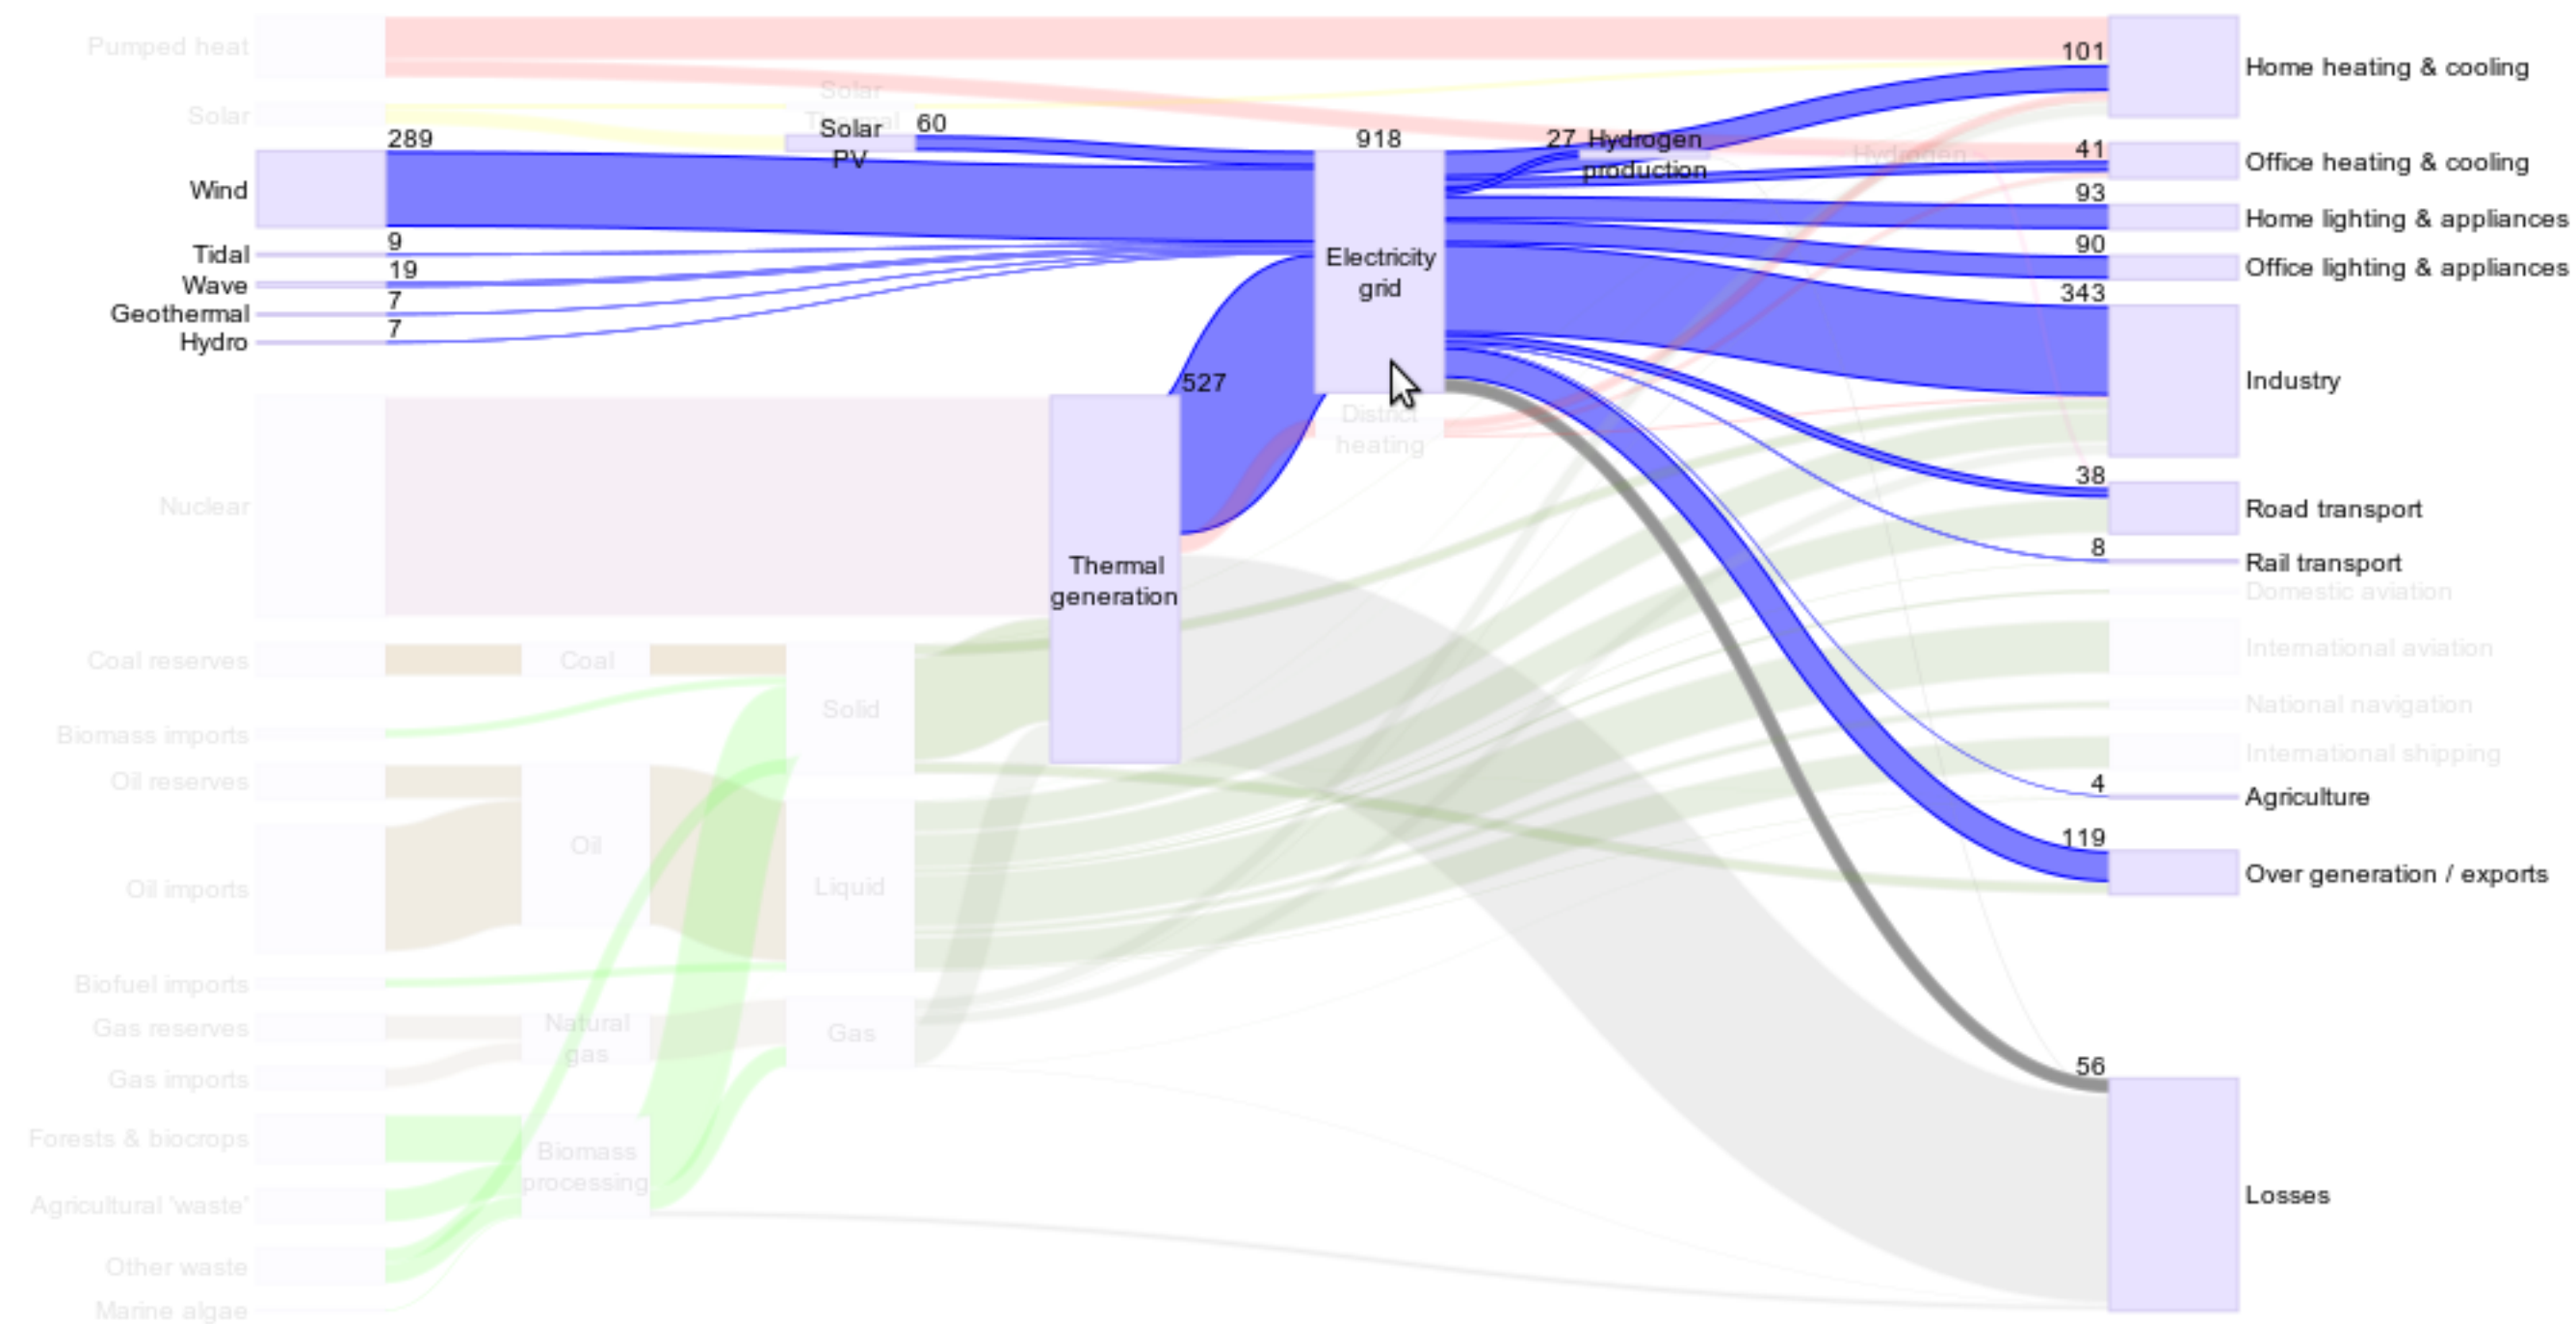 Pumped heat
Solar
Wind
289
Tidal
9
Wave
19
Geothermal
7
Hydro
7
Nuclear
Coal reserves
Biomass imports
Oil reserves
Oil imports
Biofuel imports
Gas reserves
Gas imports
Forests & biocrops
Agricultural 'waste'
Other waste
Marine algae
Coal
Oil
Natural
gas
Biomass
processing
Solar
Thermal
Solar
PV
60
Solid
Liquid
Gas
Thermal
generation
527
918
Electricity
grid
District
heating
27
Hydrogen
production
Hydrogen
101
Home heating & cooling
41
Office heating & cooling
93
Home lighting & appliances
90
Office lighting & appliances
343
Industry
38
Road transport
8
Rail transport
Domestic aviation
International aviation
National navigation
International shipping
4
Agriculture
119
Over generation / exports
56
Losses